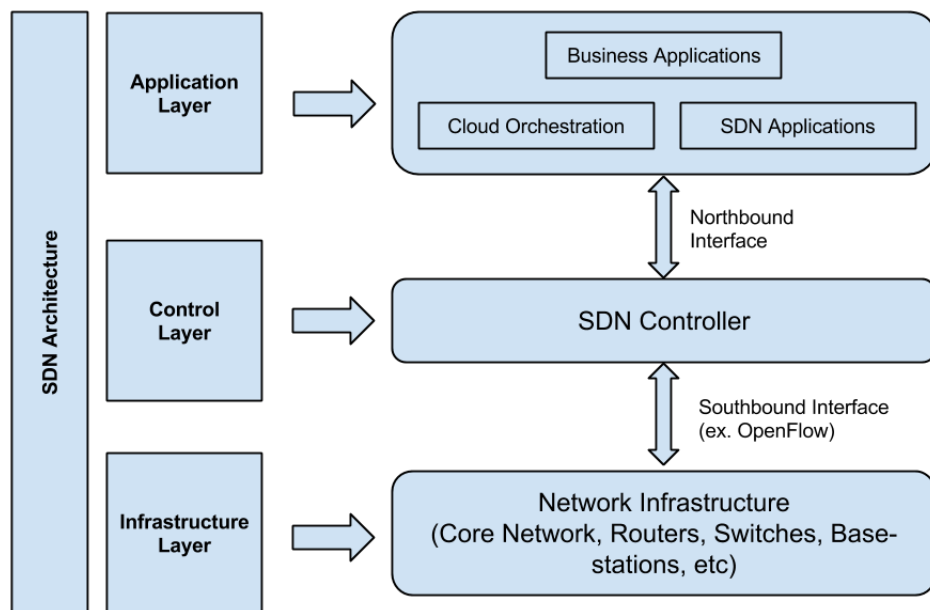 SDN Architecture
Application
Layer
Business Applications
Cloud Orchestration
SDN Applications
Northbound
Interface
Control
Layer
SDN Controller
Southbound Interface
(ex. OpenFlow)
Infrastructure
Layer
Network Infrastructure
(Core Network, Routers, Switches, Base-
stations, etc)